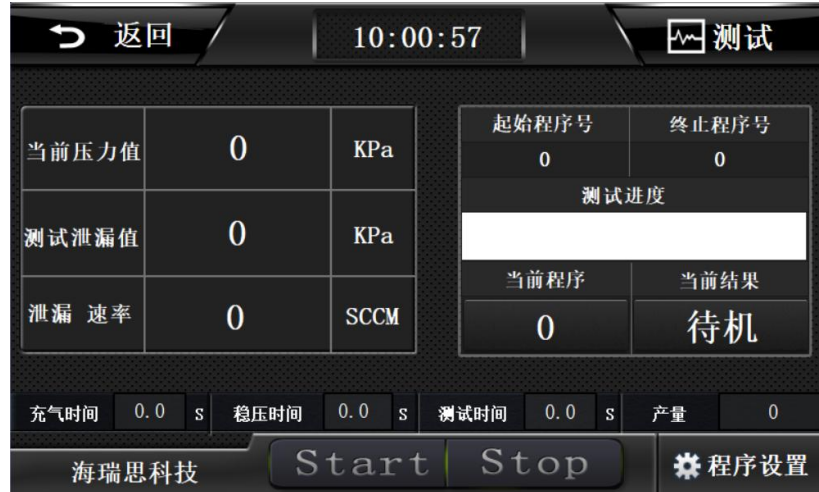 返回
10:00:57
测试
当前压力值 0 KPa
测试泄漏值 0 KPa
泄漏 速率 0 SCCM
起始程序号 终止程序号
0 0
测试进度
当前程序 当前结果
0 待机
充气时间 0.0 s 稳压时间 0.0 s 测试时间 0.0 s 产量 0
海瑞思科技 Start Stop 程序设置